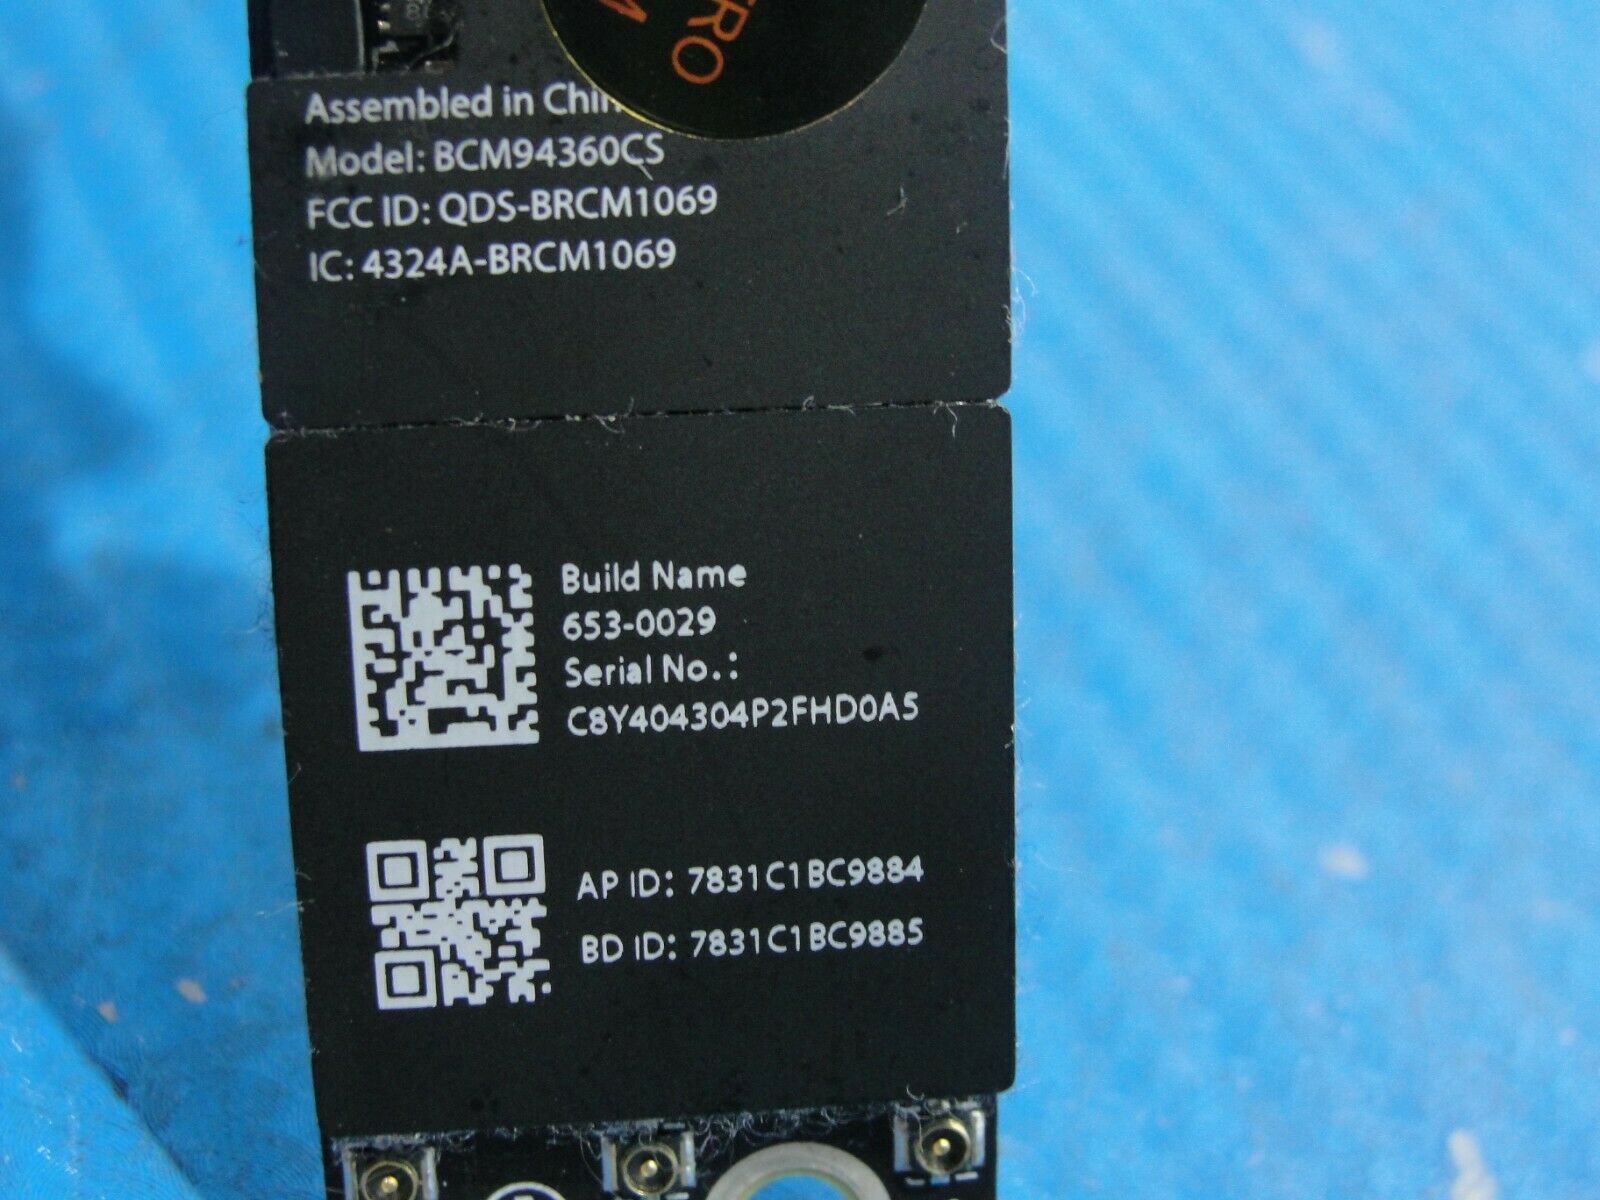 Assembled in
Model: BCM94360CS
FCC ID: QDS-BRCM1069
IC: 4324A-BRCM1069
Build Name
653-0029
Serial No.:
C8Y404304P2FHD0A5
AP ID: 7831C1BC9884
BD ID: 7831C1BC9885